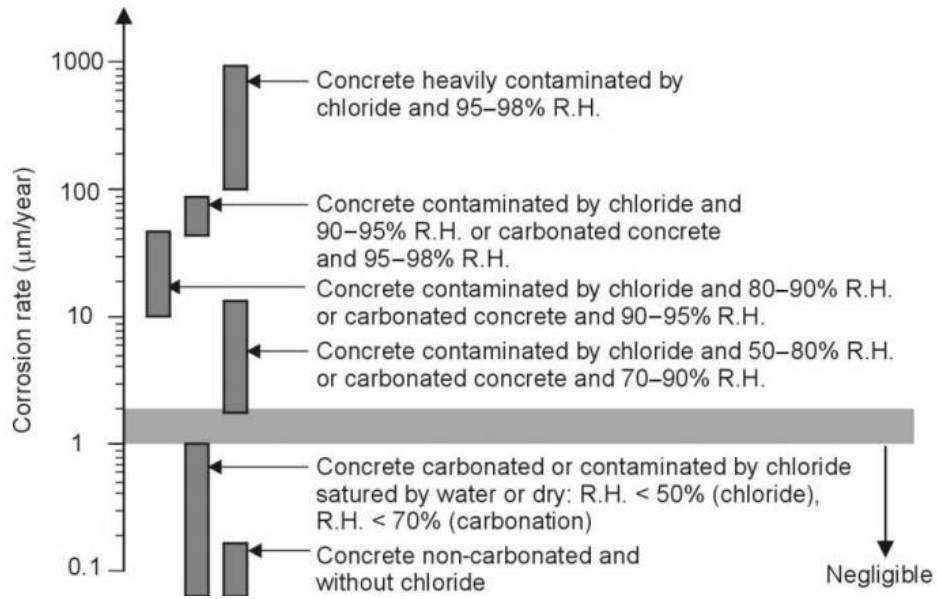 1000
100
10
1
0.1
Corrosion rate (μm/year)
Concrete heavily contaminated by
chloride and 95–98% R.H.
Concrete contaminated by chloride and
90–95% R.H. or carbonated concrete
and 95–98% R.H.
Concrete contaminated by chloride and 80–90% R.H.
or carbonated concrete and 90–95% R.H.
Concrete contaminated by chloride and 50–80% R.H.
or carbonated concrete and 70–90% R.H.
Concrete carbonated or contaminated by chloride
satured by water or dry: R.H. < 50% (chloride),
R.H. < 70% (carbonation)
Concrete non-carbonated and
without chloride
Negligible